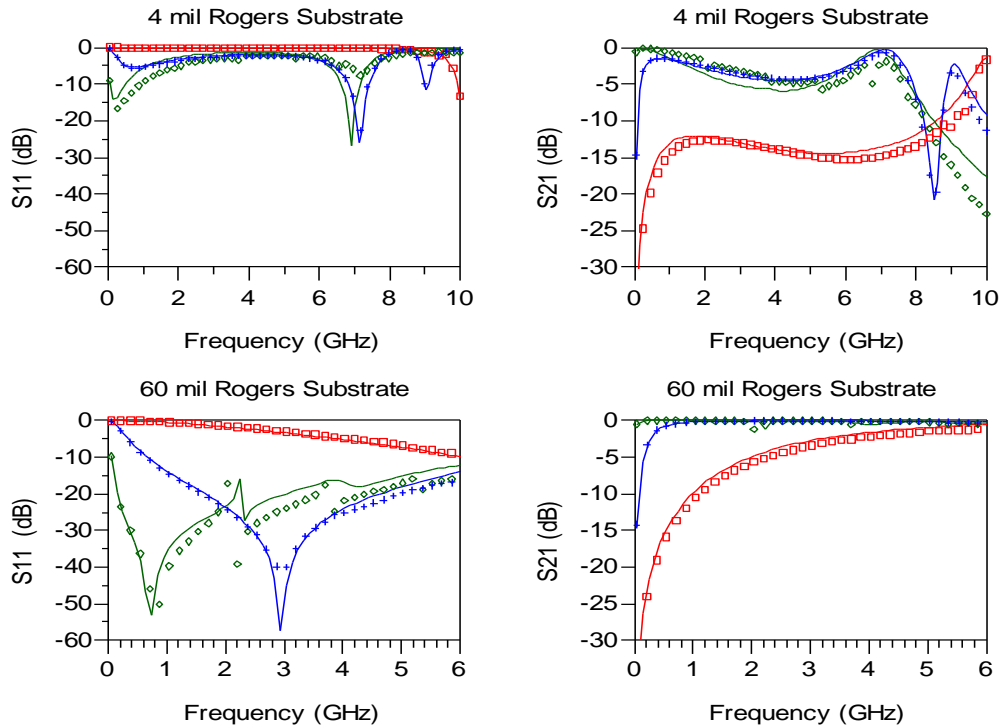 4 mil Rogers Substrate
0
-10
-20
-30
-40
-50
-60
S11 (dB)
0 2 4 6 8 10
Frequency (GHz)
4 mil Rogers Substrate
0
-5
-10
-15
-20
-25
-30
S21 (dB)
0 2 4 6 8 10
Frequency (GHz)
60 mil Rogers Substrate
0
-10
-20
-30
-40
-50
-60
S11 (dB)
0 1 2 3 4 5 6
Frequency (GHz)
60 mil Rogers Substrate
0
-5
-10
-15
-20
-25
-30
S21 (dB)
0 1 2 3 4 5 6
Frequency (GHz)